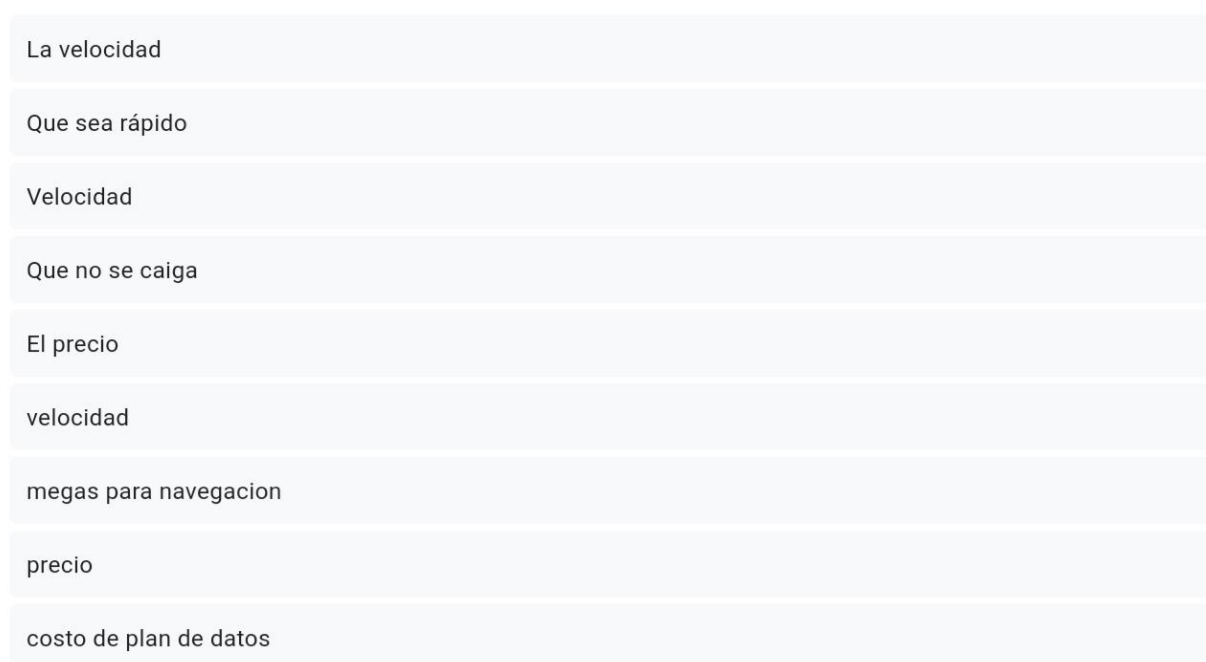 La velocidad
Que sea rápido
Velocidad
Que no se caiga
El precio
velocidad
megas para navegacion
precio
costo de plan de datos